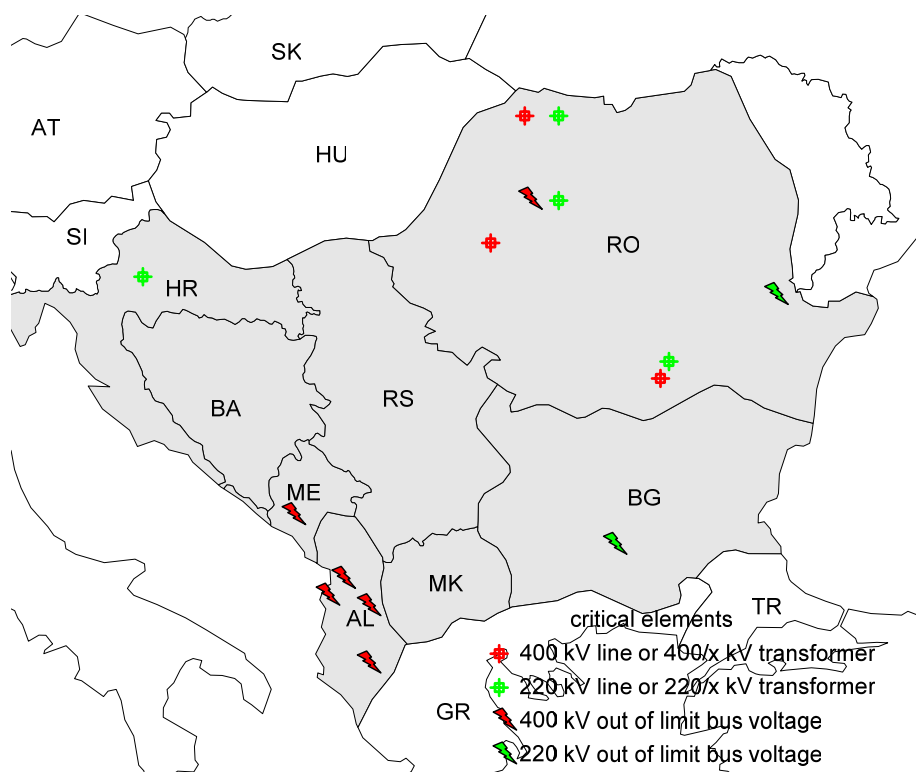 SK
AT
HU
SI
RO
HR
BA
RS
ME
BG
MK
TR
AL
critical elements
400 kV line or 400/x kV transformer
220 kV line or 220/x kV transformer
GR
400 kV out of limit bus voltage
220 kV out of limit bus voltage